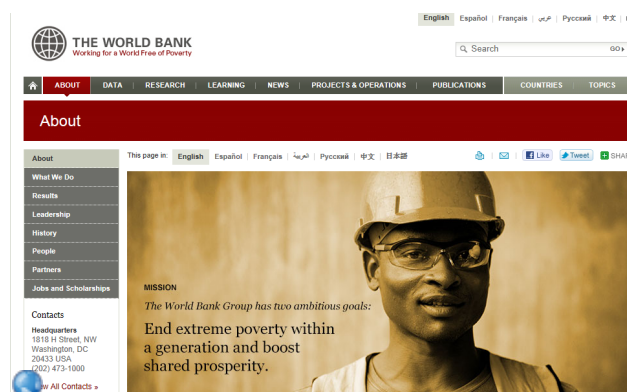 English Español Français عربي Русский 中文
THE WORLD BANK
Working for a World Free of Poverty
Search GO
ABOUT DATA RESEARCH LEARNING NEWS PROJECTS & OPERATIONS PUBLICATIONS COUNTRIES TOPICS
About
This page in: English Español Français العربية Русский 中文 日本語
Like Tweet
About
What We Do
Results
Leadership
History
People
Partners
Jobs and Scholarships
Contacts
Headquarters
1818 H Street, NW
Washington, DC
20433 USA
(202) 473-1000
All Contacts »
MISSION
The World Bank Group has two ambitious goals:
End extreme poverty within
a generation and boost
shared prosperity.